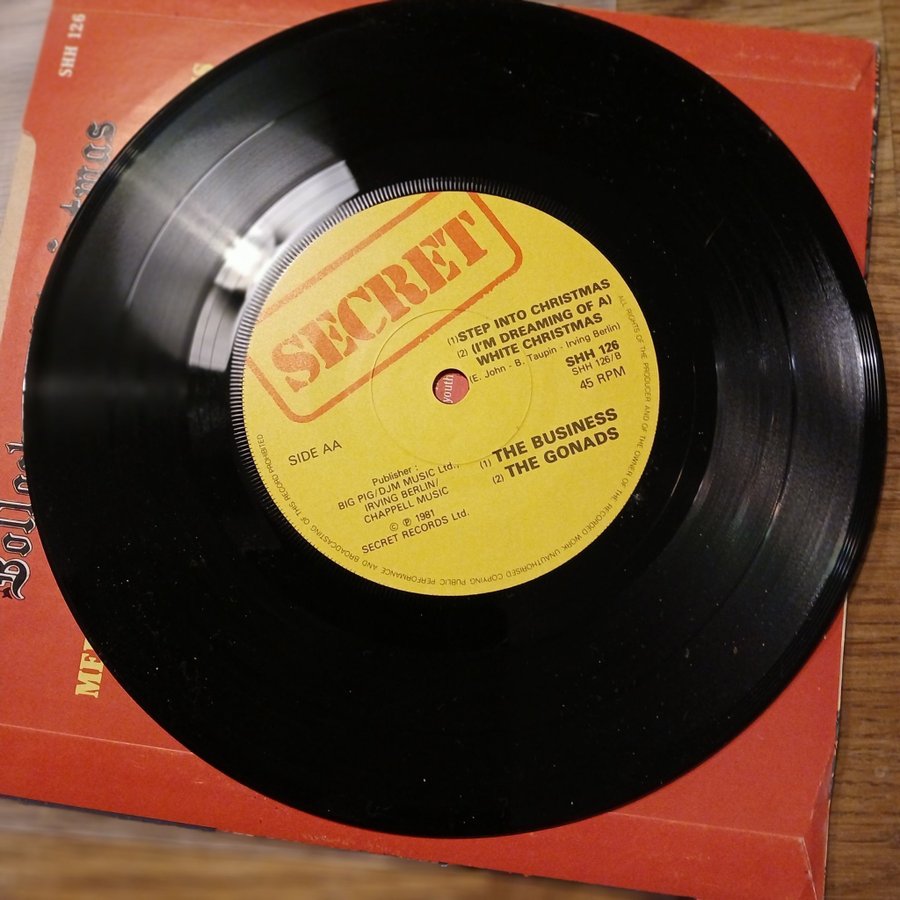 SHH 126
SECRET
(1)STEP INTO CHRISTMAS
(2) (I'M DREAMING OF A)
WHITE CHRISTMAS
(E. John - B. Taupin - Irving Berlin)
SHH 126
SHH 126/B
45 RPM
SIDE AA
(1) THE BUSINESS
(2) THE GONADS
Publisher :
BIG PIG/DJM MUSIC Ltd.,
IRVING BERLIN/
CHAPPELL MUSIC
© ℗ 1981
SECRET RECORDS Ltd.
ALL RIGHTS OF THE PRODUCER AND OF THE OWNER OF THE RECORDED WORK UNAUTHORISED COPYING PUBLIC PERFORMANCE AND BROADCASTING OF THIS RECORD PROHIBITED
youth